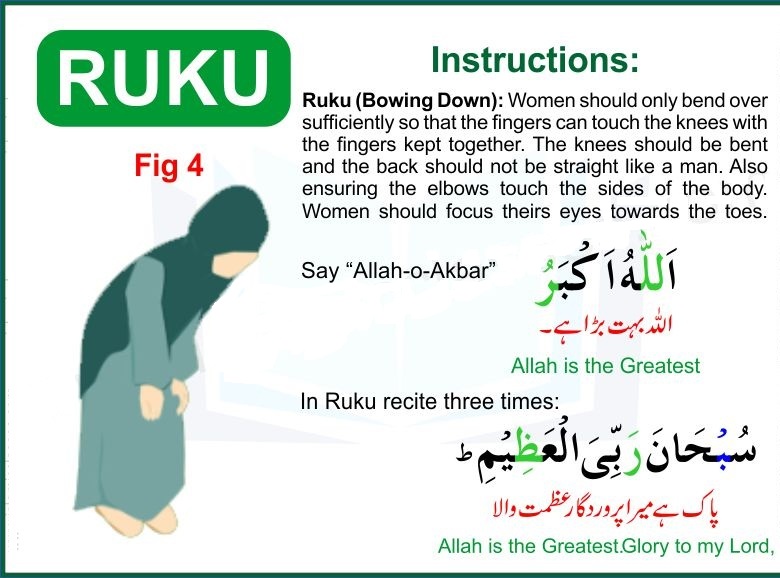 RUKU
Instructions:
Ruku (Bowing Down): Women should only bend over
sufficiently so that the fingers can touch the knees with
the fingers kept together. The knees should be bent
and the back should not be straight like a man. Also
ensuring the elbows touch the sides of the body.
Women should focus theirs eyes towards the toes.
Fig 4
Say “Allah-o-Akbar”
اَللّٰهُ اَكْبَرُ
اللہ بہت بڑا ہے۔
Allah is the Greatest
In Ruku recite three times:
سُبْحَانَ رَبِّىَ الْعَظِيْمِ ط
پاک ہے میرا پروردگار عظمت والا
Allah is the Greatest.Glory to my Lord,